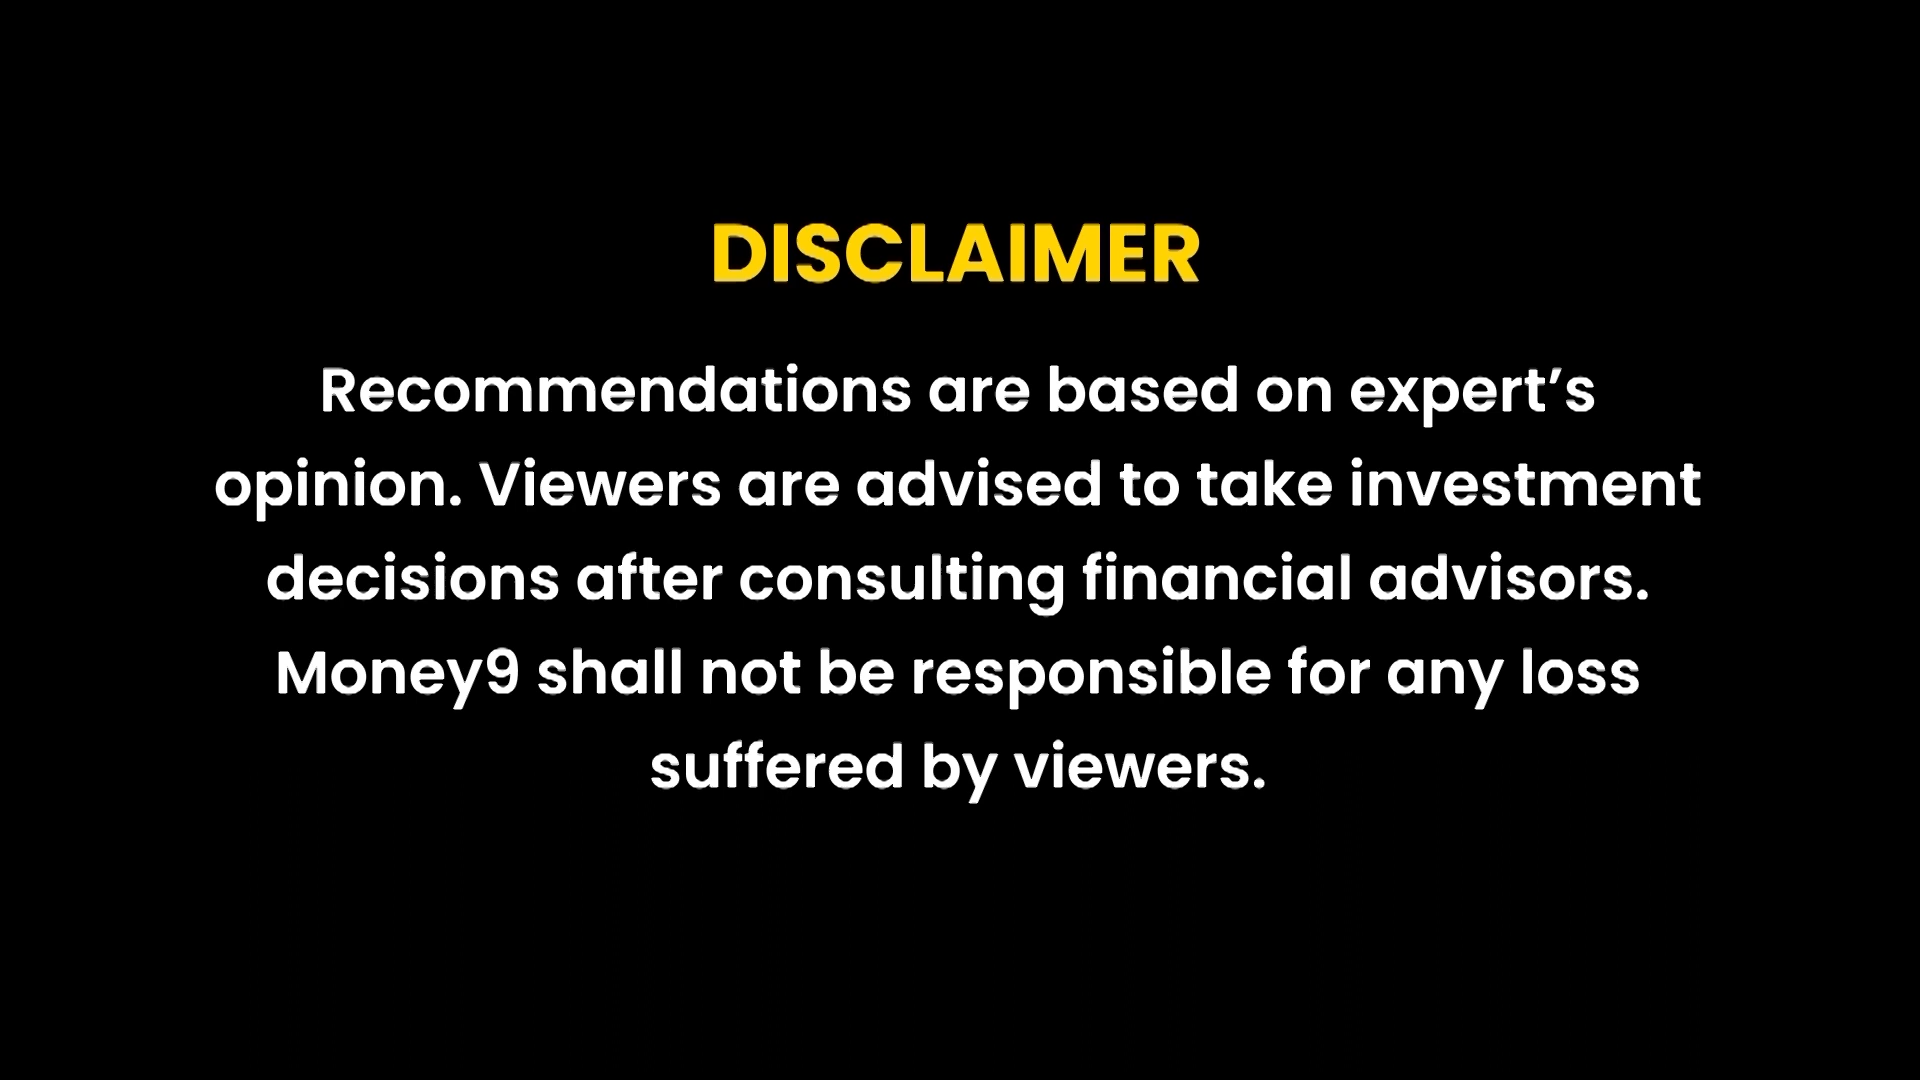 DISCLAIMER
Recommendations are based on expert’s
opinion. Viewers are advised to take investment
decisions after consulting financial advisors.
Money9 shall not be responsible for any loss
suffered by viewers.